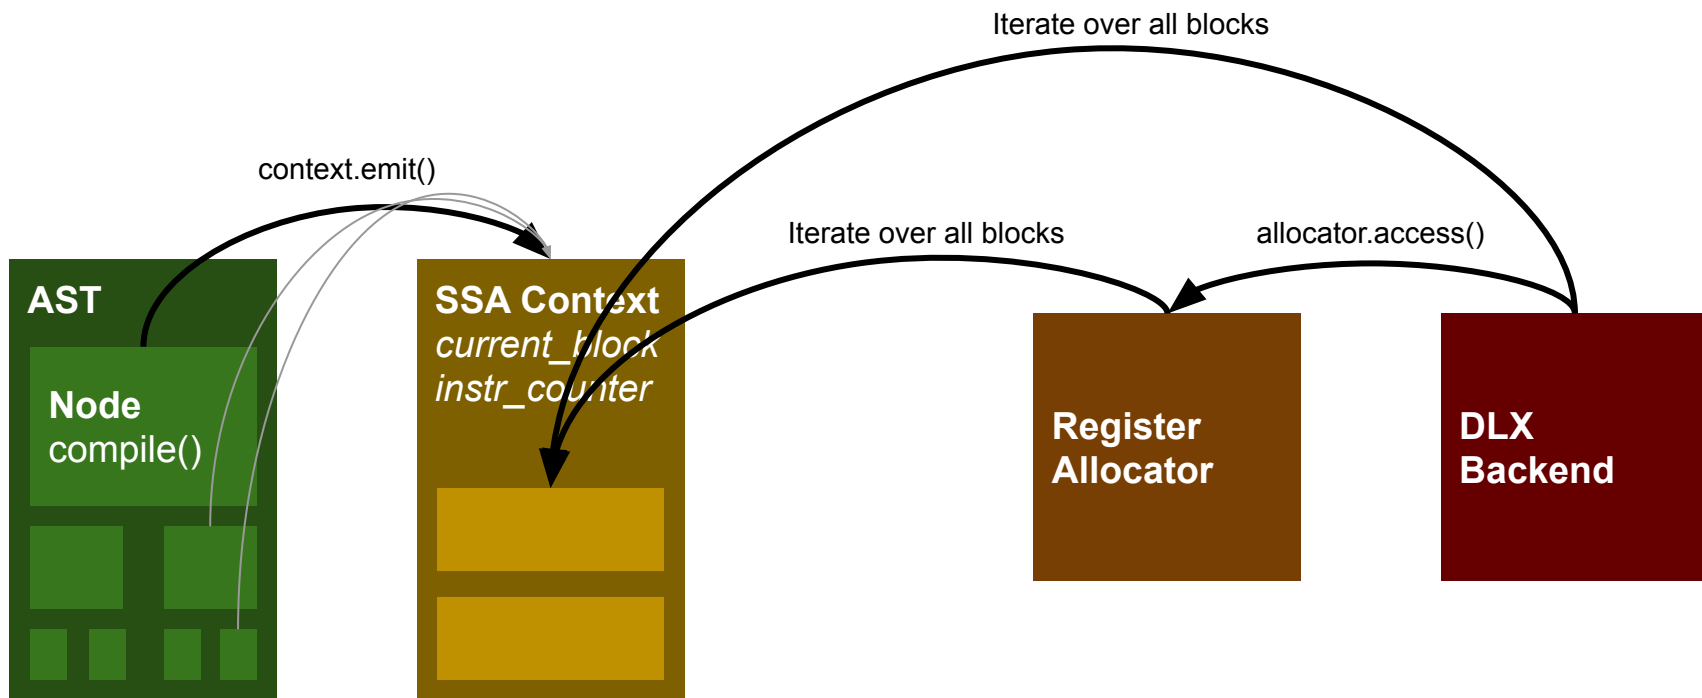 Iterate over all blocks
context.emit()
Iterate over all blocks
allocator.access()
AST
Node
compile()
SSA Context
current_block
instr_counter
Register
Allocator
DLX
Backend